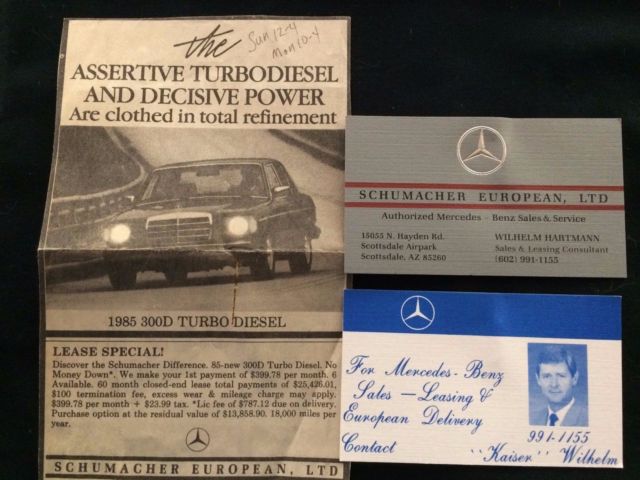 the
Sun 12-4
Mon 10-4
ASSERTIVE TURBODIESEL
AND DECISIVE POWER
Are clothed in total refinement
1985 300D TURBO DIESEL
LEASE SPECIAL!
Discover the Schumacher Difference. 85-new 300D Turbo Diesel. No
Money Down*. We make your 1st payment of $399.78 per month. 6
Available. 60 month closed-end lease total payments of $25,426.01,
$100 termination fee, excess wear & mileage charge may apply.
$399.78 per month + $23.99 tax. *Lic fee of $787.12 due on delivery.
Purchase option at the residual value of $13,858.90. 18,000 miles per
year.
SCHUMACHER EUROPEAN, LTD
SCHUMACHER EUROPEAN, LTD
Authorized Mercedes - Benz Sales & Service
15055 N. Hayden Rd.
Scottsdale Airpark
Scottsdale, AZ 85260
WILHELM HARTMANN
Sales & Leasing Consultant
(602) 991-1155
For Mercedes-Benz
Sales — Leasing &
European Delivery
Contact
991-1155
"Kaiser" Wilhelm